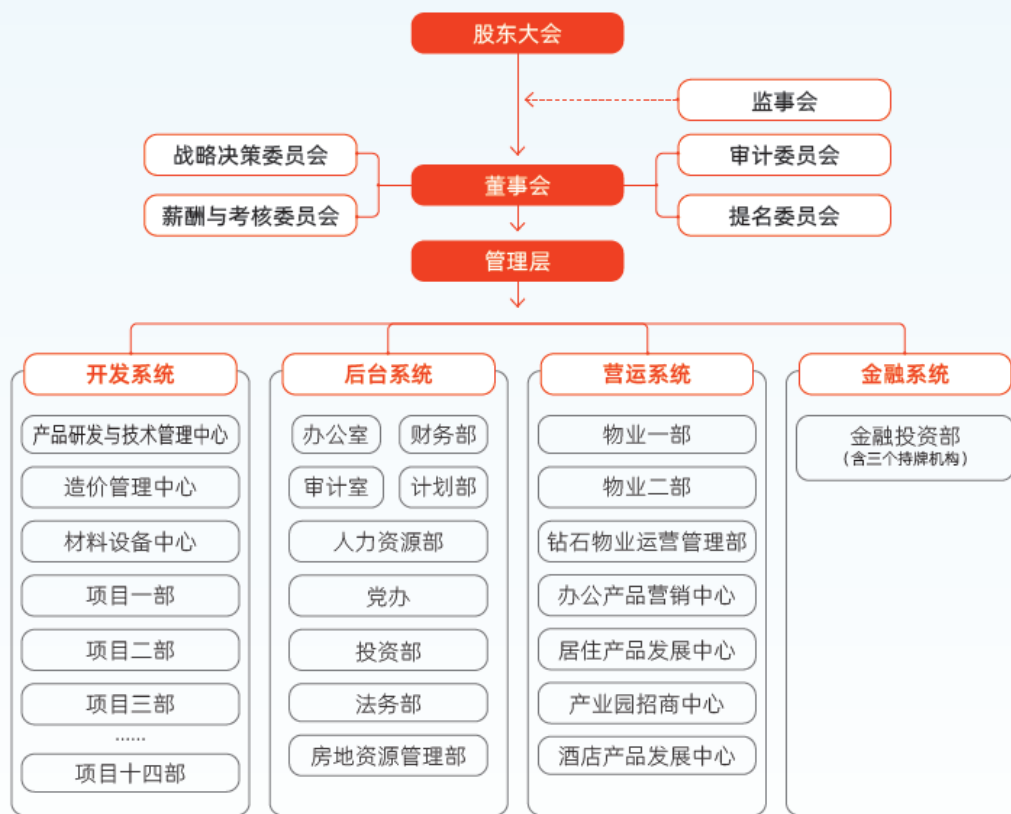 股东大会
监事会
战略决策委员会
审计委员会
董事会
薪酬与考核委员会
提名委员会
管理层
开发系统
产品研发与技术管理中心
造价管理中心
材料设备中心
项目一部
项目二部
项目三部
......
项目十四部
后台系统
办公室
财务部
审计室
计划部
人力资源部
党办
投资部
法务部
房地资源管理部
营运系统
物业一部
物业二部
钻石物业运营管理部
办公产品营销中心
居住产品发展中心
产业园招商中心
酒店产品发展中心
金融系统
金融投资部
(含三个持牌机构)